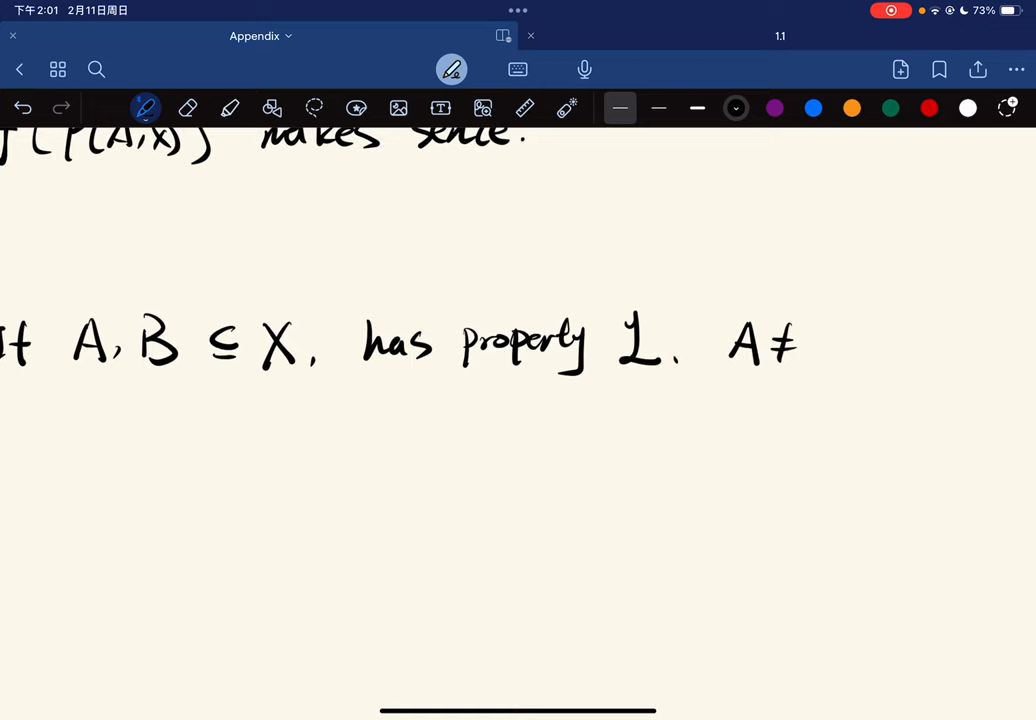 下午2:01 2月11日周日
73%
Appendix
1.1
f(P(A,x)) makes sence.
If A, B ⊆ X, has property L. A ≠